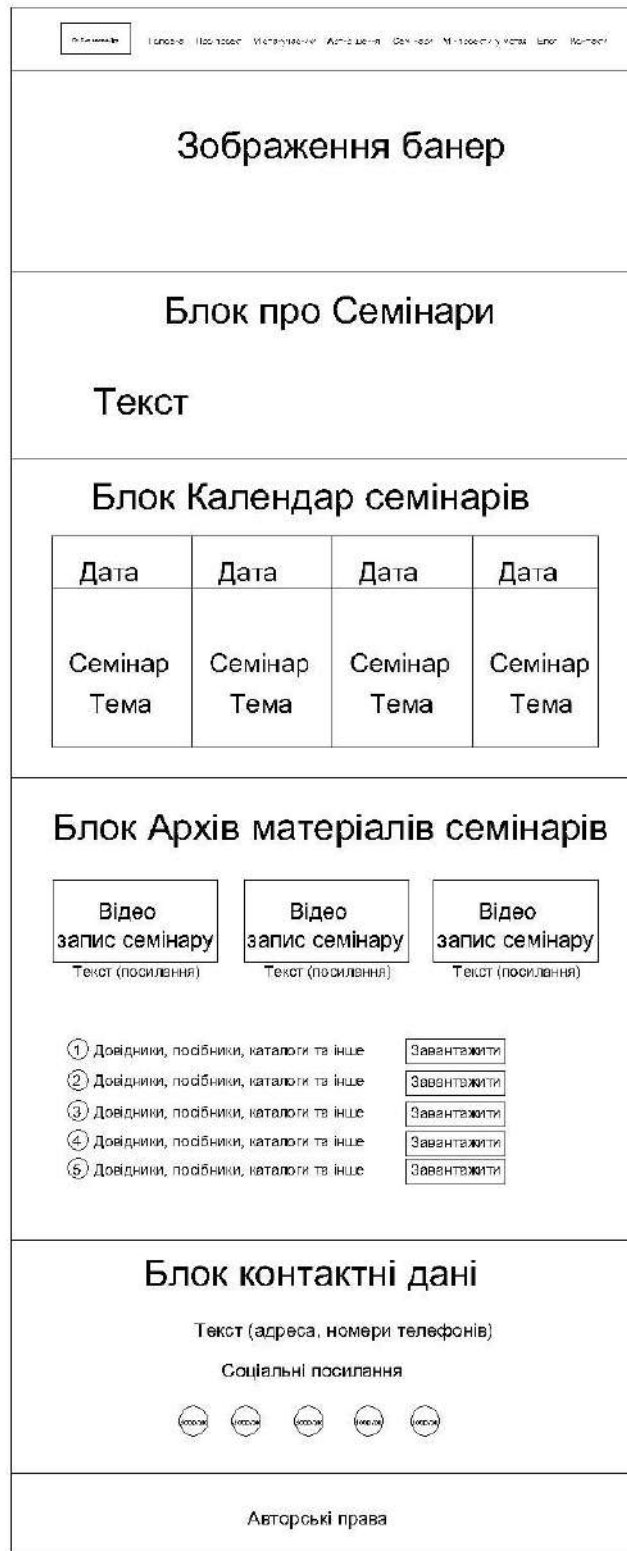 Головна Про проект Міста-учасники Семінари Блог Контакти
Зображення банер
Блок про Семінари
Текст
Блок Календар семінарів
Дата Дата Дата Дата
Семінар Семінар Семінар Семінар
Тема Тема Тема Тема
Блок Архів матеріалів семінарів
Відео Відео Відео
запис семінару запис семінару запис семінару
Текст (посилання) Текст (посилання) Текст (посилання)
1 Довідники, посібники, каталоги та інше Завантажити
2 Довідники, посібники, каталоги та інше Завантажити
3 Довідники, посібники, каталоги та інше Завантажити
4 Довідники, посібники, каталоги та інше Завантажити
5 Довідники, посібники, каталоги та інше Завантажити
Блок контактні дані
Текст (адреса, номери телефонів)
Соціальні посилання
Авторські права